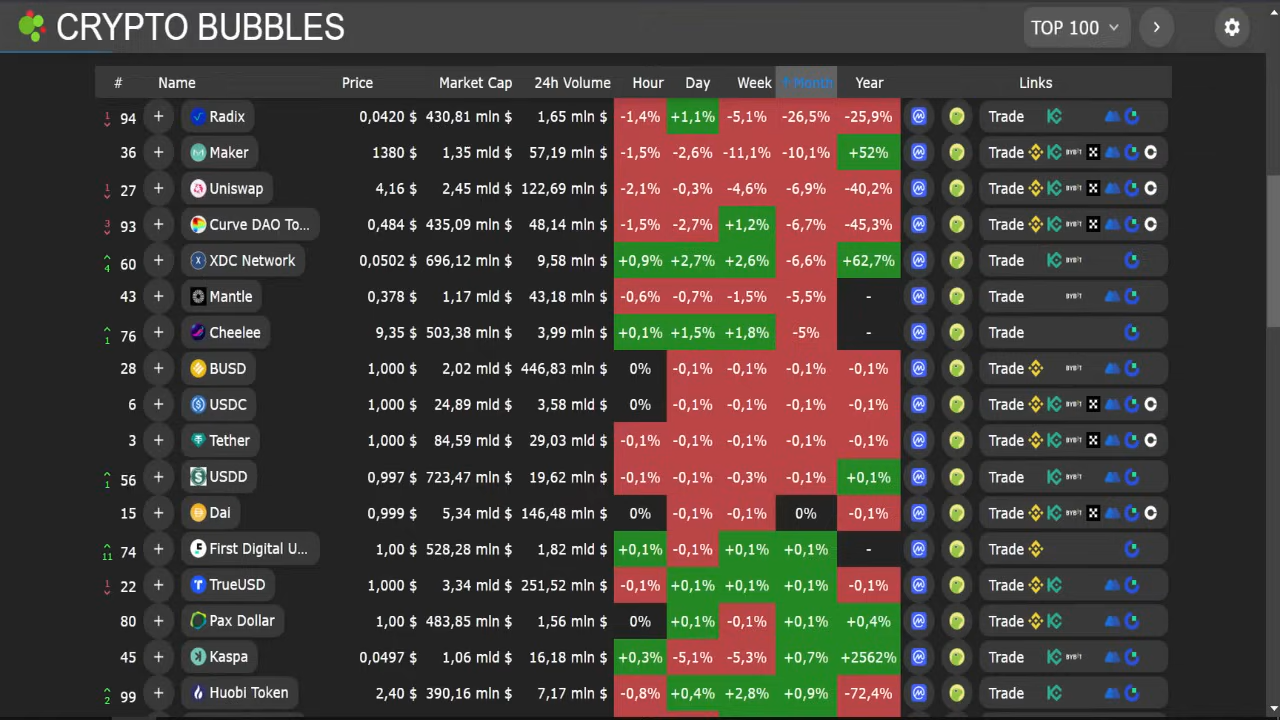 CRYPTO BUBBLES TOP 100
# Name Price Market Cap 24h Volume Hour Day Week ↑ Month Year Links
1 94 + Radix 0,0420 $ 430,81 mln $ 1,65 mln $ -1,4% +1,1% -5,1% -26,5% -25,9% Trade
36 + Maker 1380 $ 1,35 mld $ 57,19 mln $ -1,5% -2,6% -11,1% -10,1% +52% Trade BYBIT
1 27 + Uniswap 4,16 $ 2,45 mld $ 122,69 mln $ -2,1% -0,3% -4,6% -6,9% -40,2% Trade BYBIT
3 93 + Curve DAO To... 0,484 $ 435,09 mln $ 48,14 mln $ -1,5% -2,7% +1,2% -6,7% -45,3% Trade BYBIT
4 60 + XDC Network 0,0502 $ 696,12 mln $ 9,58 mln $ +0,9% +2,7% +2,6% -6,6% +62,7% Trade
43 + Mantle 0,378 $ 1,17 mld $ 43,18 mln $ -0,6% -0,7% -1,5% -5,5% - Trade BYBIT
1 76 + Cheelee 9,35 $ 503,38 mln $ 3,99 mln $ +0,1% +1,5% +1,8% -5% - Trade
28 + BUSD 1,000 $ 2,02 mld $ 446,83 mln $ 0% -0,1% -0,1% -0,1% -0,1% Trade BYBIT
6 + USDC 1,000 $ 24,89 mld $ 3,58 mld $ 0% -0,1% -0,1% -0,1% -0,1% Trade BYBIT
3 + Tether 1,000 $ 84,59 mld $ 29,03 mld $ -0,1% -0,1% -0,1% -0,1% -0,1% Trade BYBIT
1 56 + USDD 0,997 $ 723,47 mln $ 19,62 mln $ -0,1% -0,1% -0,3% -0,1% +0,1% Trade BYBIT
15 + Dai 0,999 $ 5,34 mld $ 146,48 mln $ 0% -0,1% -0,1% 0% -0,1% Trade BYBIT
11 74 + First Digital U... 1,00 $ 528,28 mln $ 1,82 mld $ +0,1% -0,1% +0,1% +0,1% - Trade
1 22 + TrueUSD 1,000 $ 3,34 mld $ 251,52 mln $ -0,1% +0,1% +0,1% +0,1% -0,1% Trade
80 + Pax Dollar 1,00 $ 483,85 mln $ 1,56 mln $ 0% +0,1% -0,1% +0,1% +0,4% Trade
45 + Kaspa 0,0497 $ 1,06 mld $ 16,18 mln $ +0,3% -5,1% -5,3% +0,7% +2562% Trade BYBIT
2 99 + Huobi Token 2,40 $ 390,16 mln $ 7,17 mln $ -0,8% +0,4% +2,8% +0,9% -72,4% Trade